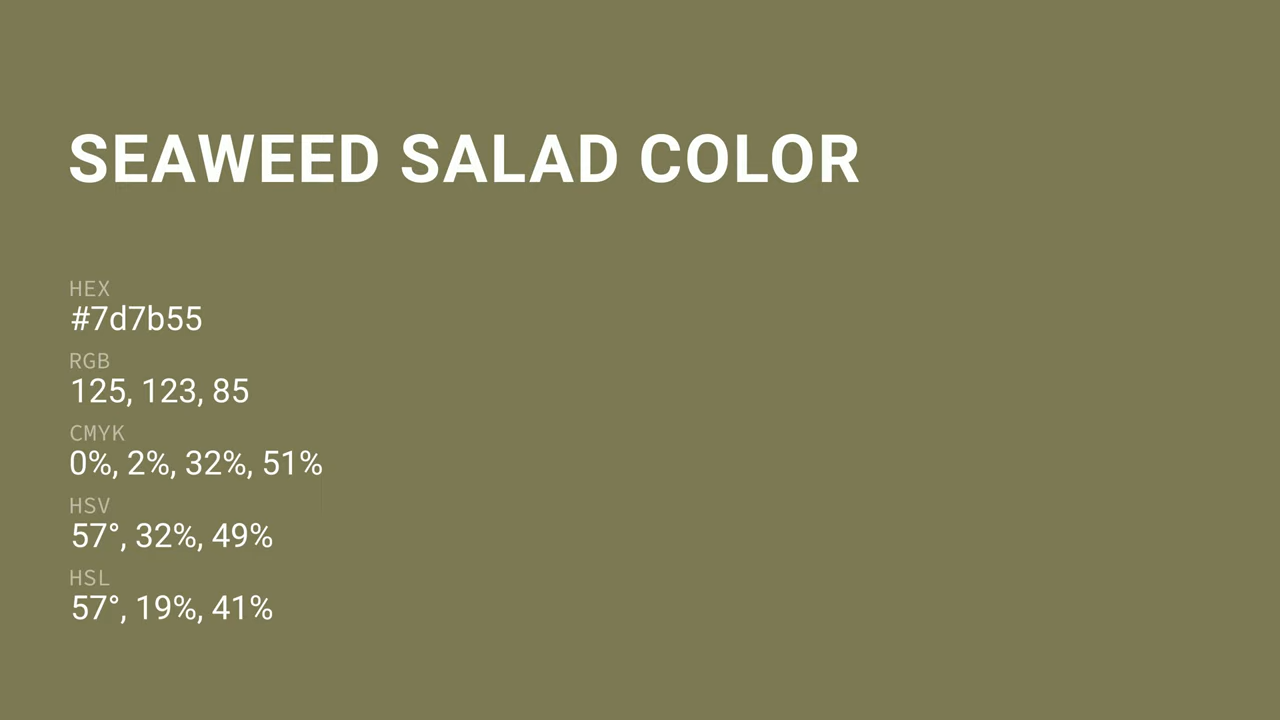 SEAWEED SALAD COLOR
HEX
#7d7b55
RGB
125, 123, 85
CMYK
0%, 2%, 32%, 51%
HSV
57°, 32%, 49%
HSL
57°, 19%, 41%